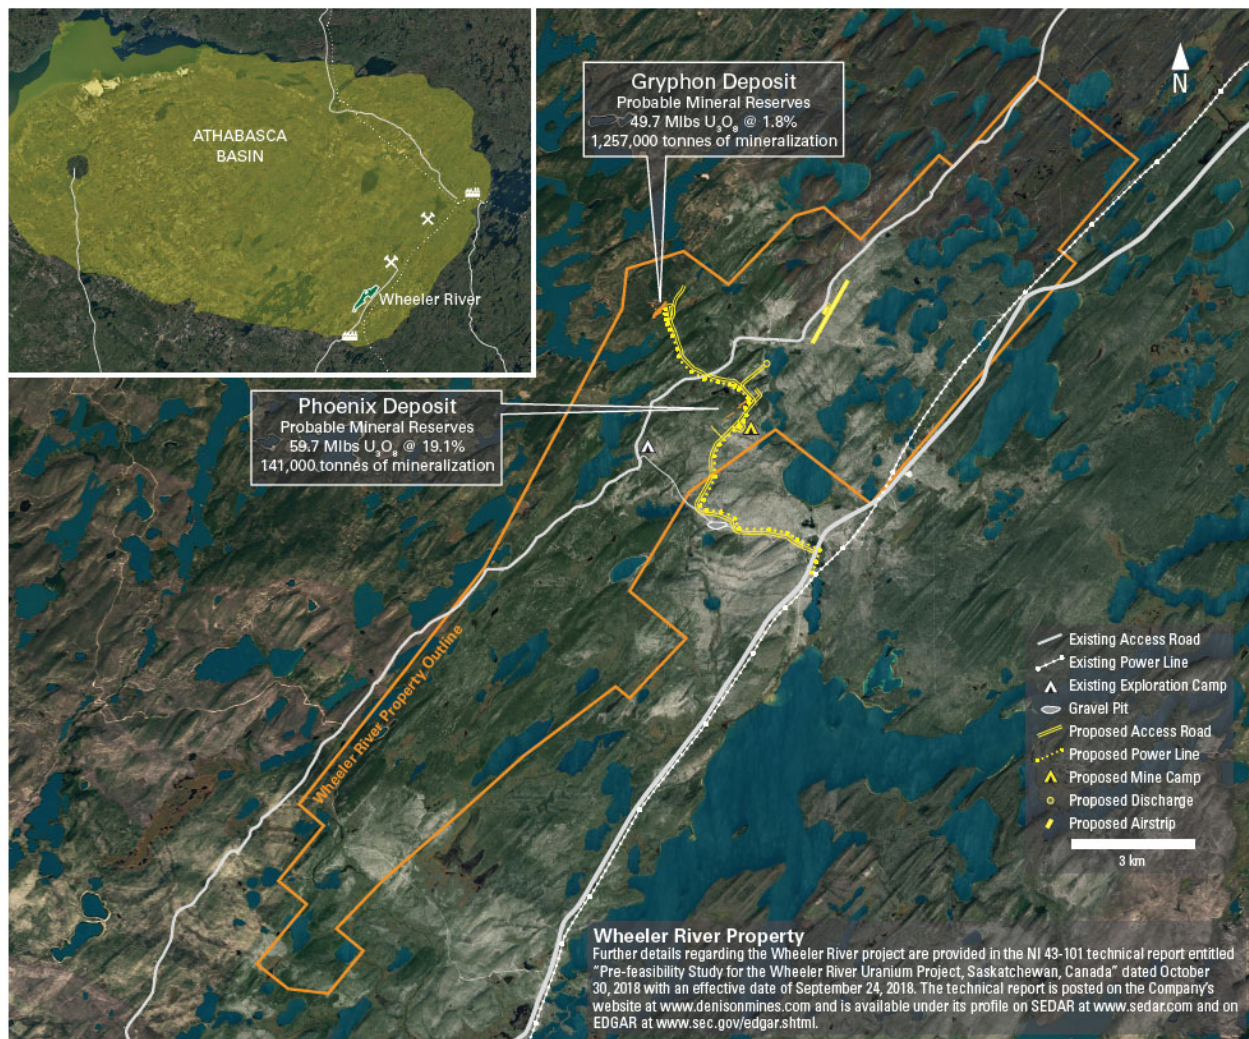 ATHABASCA
BASIN
Wheeler River
N
Gryphon Deposit
Probable Mineral Reserves
49.7 Mlbs U₃O₈ @ 1.8%
1,257,000 tonnes of mineralization
Phoenix Deposit
Probable Mineral Reserves
59.7 Mlbs U₃O₈ @ 19.1%
141,000 tonnes of mineralization
Wheeler River Property Outline
Existing Access Road
Existing Power Line
Existing Exploration Camp
Gravel Pit
Proposed Access Road
Proposed Power Line
Proposed Mine Camp
Proposed Discharge
Proposed Airstrip
3 km
Wheeler River Property
Further details regarding the Wheeler River project are provided in the NI 43-101 technical report entitled
"Pre-feasibility Study for the Wheeler River Uranium Project, Saskatchewan, Canada" dated October
30, 2018 with an effective date of September 24, 2018. The technical report is posted on the Company's
website at www.denisonmines.com and is available under its profile on SEDAR at www.sedar.com and on
EDGAR at www.sec.gov/edgar.shtml.